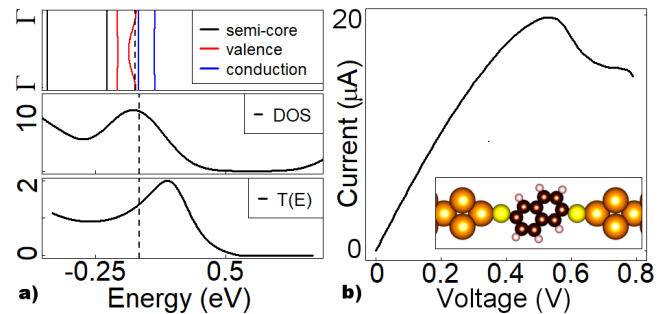 Γ
Γ
semi-core
valence
conduction
10
DOS
2
0
T(E)
-0.25
0.5
a)
Energy (eV)
20
0
Current (μA)
0
0.2
0.4
0.6
0.8
b)
Voltage (V)